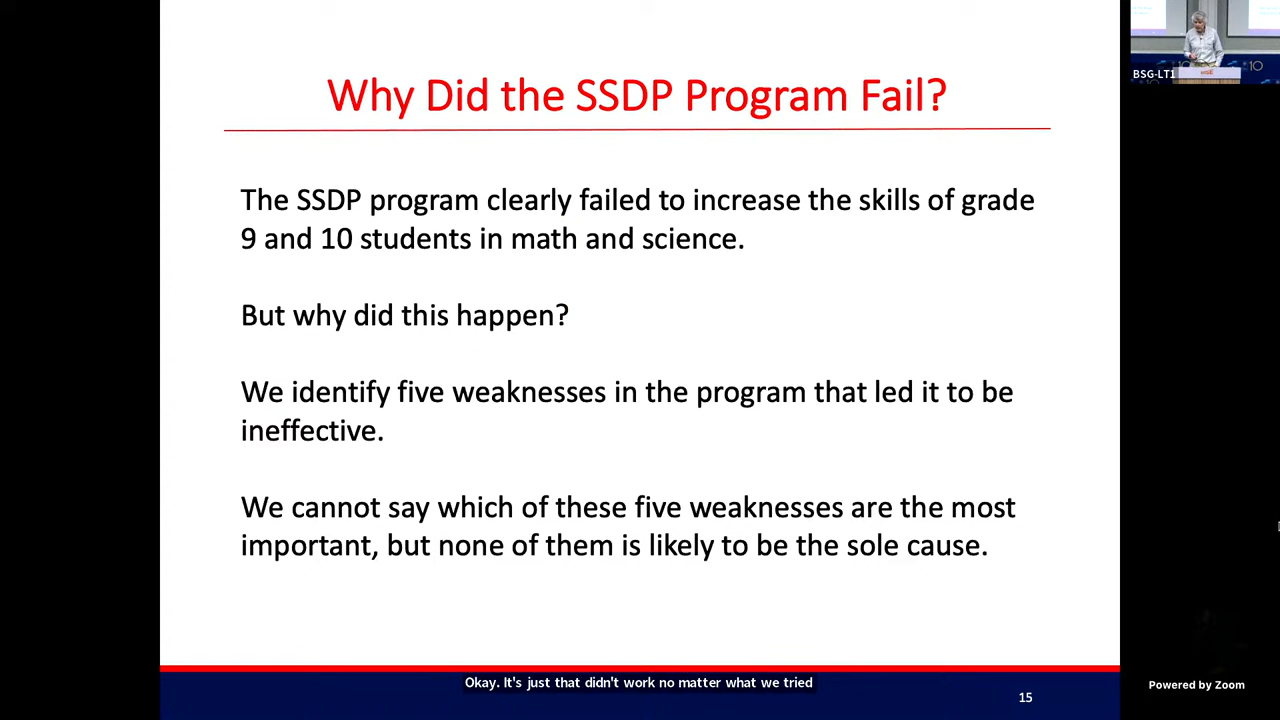 Why Did the SSDP Program Fail?
The SSDP program clearly failed to increase the skills of grade
9 and 10 students in math and science.
But why did this happen?
We identify five weaknesses in the program that led it to be
ineffective.
We cannot say which of these five weaknesses are the most
important, but none of them is likely to be the sole cause.
Okay. It's just that didn't work no matter what we tried
15
BSG-LT1
Powered by Zoom